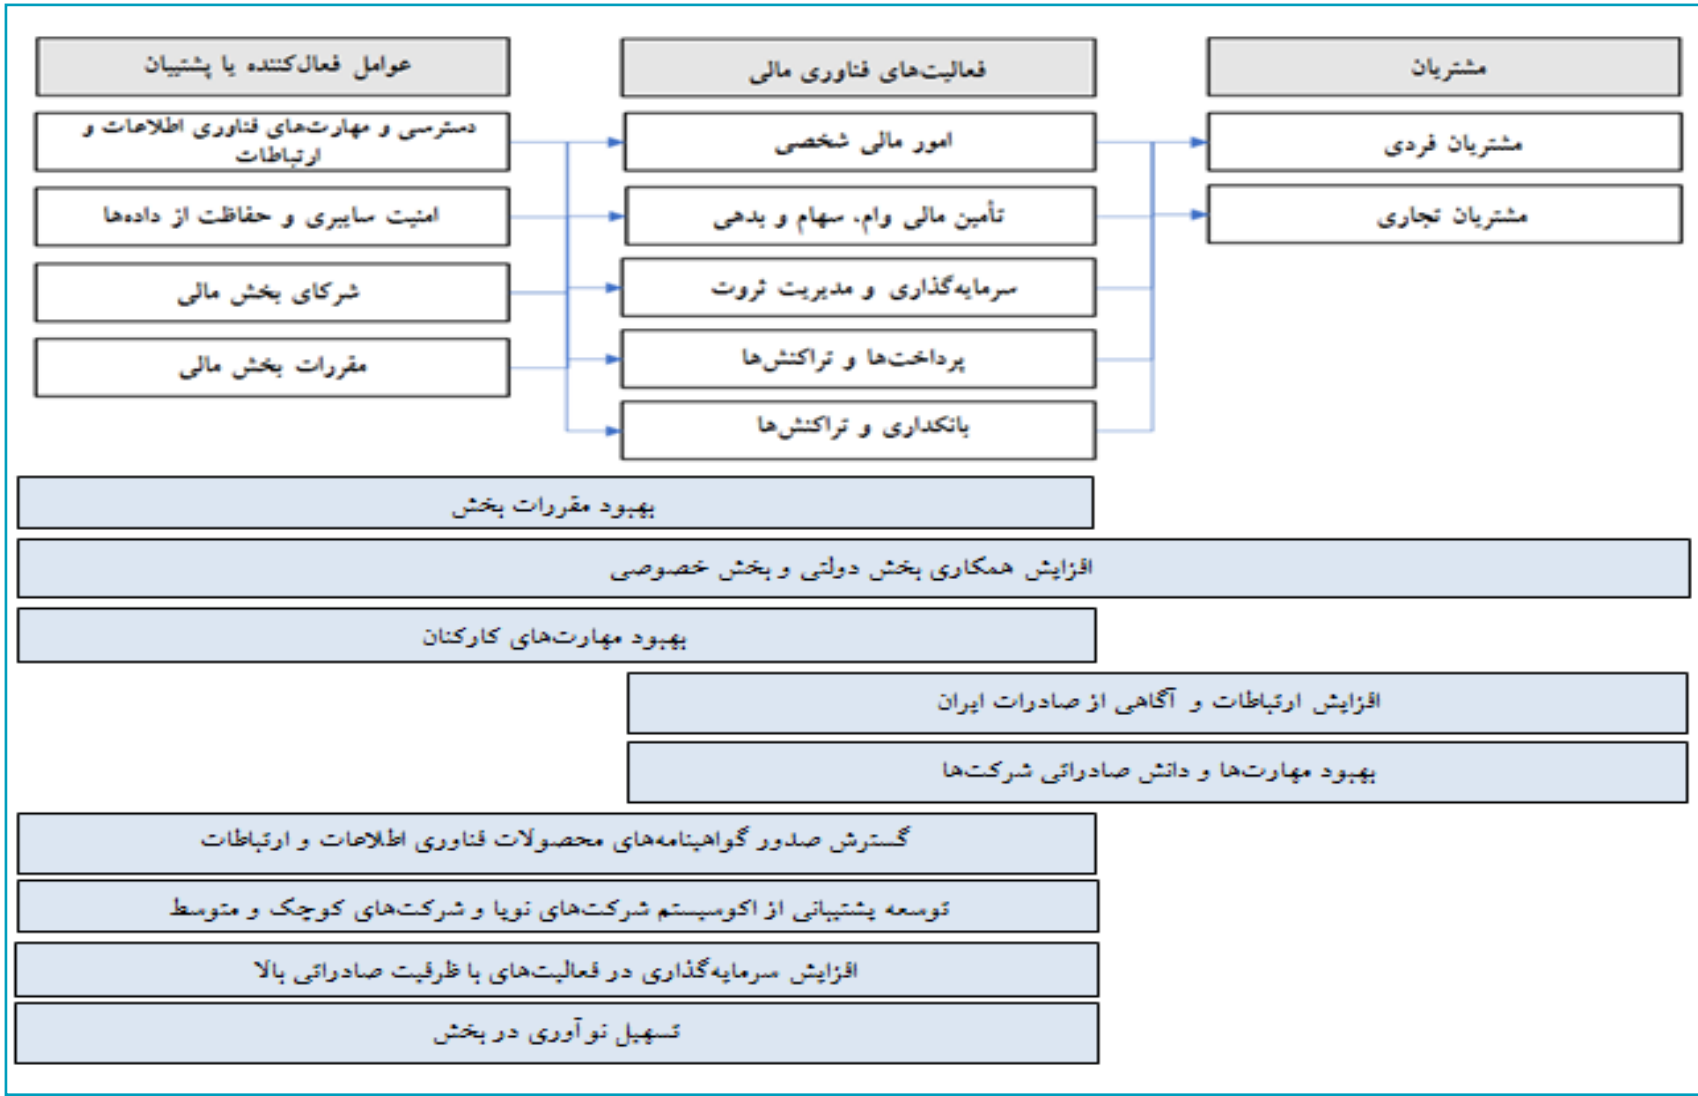 عوامل فعال‌کننده یا پشتیبان
فعالیت‌های فناوری مالی
مشتریان
دسترسی و مهارت‌های فناوری اطلاعات و
ارتباطات
امنیت سایبری و حفاظت از داده‌ها
شرکای بخش مالی
مقررات بخش مالی
امور مالی شخصی
تأمین مالی وام، سهام و بدهی
سرمایه‌گذاری و مدیریت ثروت
پرداخت‌ها و تراکنش‌ها
بانکداری و تراکنش‌ها
مشتریان فردی
مشتریان تجاری
بهبود مقررات بخش
افزایش همکاری بخش دولتی و بخش خصوصی
بهبود مهارت‌های کارکنان
افزایش ارتباطات و آگاهی از صادرات ایران
بهبود مهارت‌ها و دانش صادراتی شرکت‌ها
گسترش صدور گواهینامه‌های محصولات فناوری اطلاعات و ارتباطات
توسعه پشتیبانی از اکوسیستم شرکت‌های نوپا و شرکت‌های کوچک و متوسط
افزایش سرمایه‌گذاری در فعالیت‌های با ظرفیت صادراتی بالا
تسهیل نوآوری در بخش